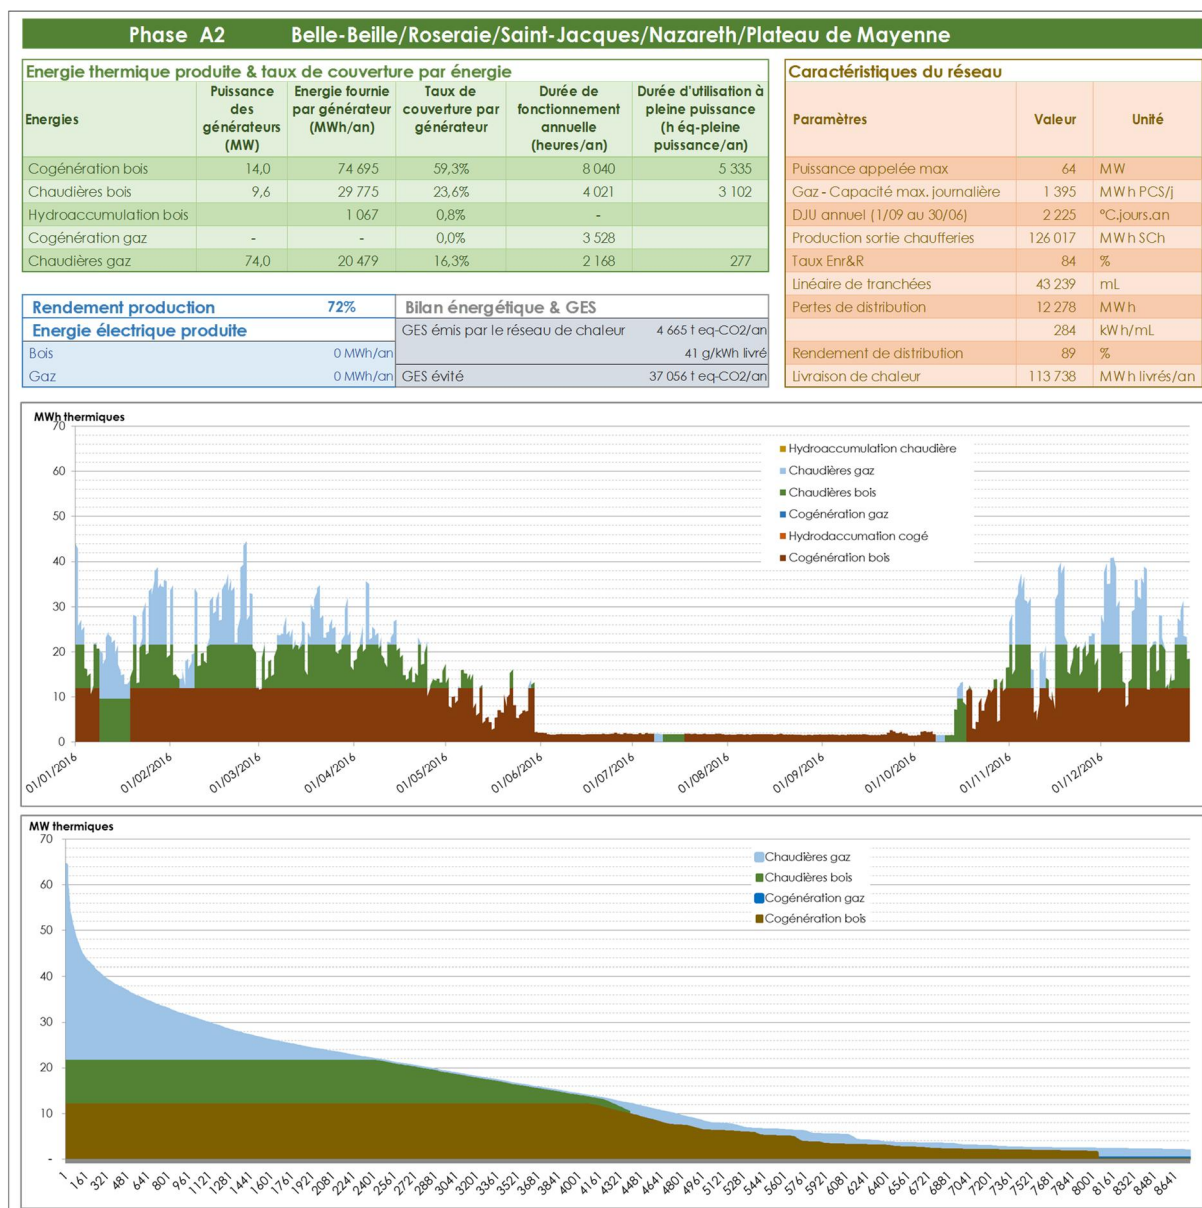 Phase A2 Belle-Beille/Roseraie/Saint-Jacques/Nazareth/Plateau de Mayenne
Energie thermique produite & taux de couverture par énergie
Energies
Puissance des générateurs (MW)
Energie fournie par générateur (MWh/an)
Taux de couverture par générateur
Durée de fonctionnement annuelle (heures/an)
Durée d'utilisation à pleine puissance (h éq-pleine puissance/an)
Cogénération bois 14,0 74 695 59,3% 8 040 5 335
Chaudières bois 9,6 29 775 23,6% 4 021 3 102
Hydroaccumulation bois 1 067 0,8% -
Cogénération gaz - - 0,0% 3 528
Chaudières gaz 74,0 20 479 16,3% 2 168 277
Caractéristiques du réseau
Paramètres Valeur Unité
Puissance appelée max 64 MW
Gaz - Capacité max. journalière 1 395 MWh PCS/j
DJU annuel (1/09 au 30/06) 2 225 °C.jours.an
Production sortie chaufferies 126 017 MWh SCh
Taux Enr&R 84 %
Linéaire de tranchées 43 239 mL
Pertes de distribution 12 278 MWh
284 kWh/mL
Rendement de distribution 89 %
Livraison de chaleur 113 738 MWh livrés/an
Rendement production 72%
Energie électrique produite
Bois 0 MWh/an
Gaz 0 MWh/an
Bilan énergétique & GES
GES émis par le réseau de chaleur 4 665 t eq-CO2/an
41 g/kWh livré
GES évité 37 056 t eq-CO2/an
MWh thermiques
70
60
50
40
30
20
10
0
Hydroaccumulation chaudière
Chaudières gaz
Chaudières bois
Cogénération gaz
Hydrodaccumation cogé
Cogénération bois
01/01/2016 01/02/2016 01/03/2016 01/04/2016 01/05/2016 01/06/2016 01/07/2016 01/08/2016 01/09/2016 01/10/2016 01/11/2016 01/12/2016
MW thermiques
70
60
50
40
30
20
10
-
Chaudières gaz
Chaudières bois
Cogénération gaz
Cogénération bois
1 161 321 481 641 801 961 1121 1281 1441 1601 1761 1921 2081 2241 2401 2561 2721 2881 3041 3201 3361 3521 3681 3841 4001 4161 4321 4481 4641 4801 4961 5121 5281 5441 5601 5761 5921 6081 6241 6401 6561 6721 6881 7041 7201 7361 7521 7681 7841 8001 8161 8321 8481 8641